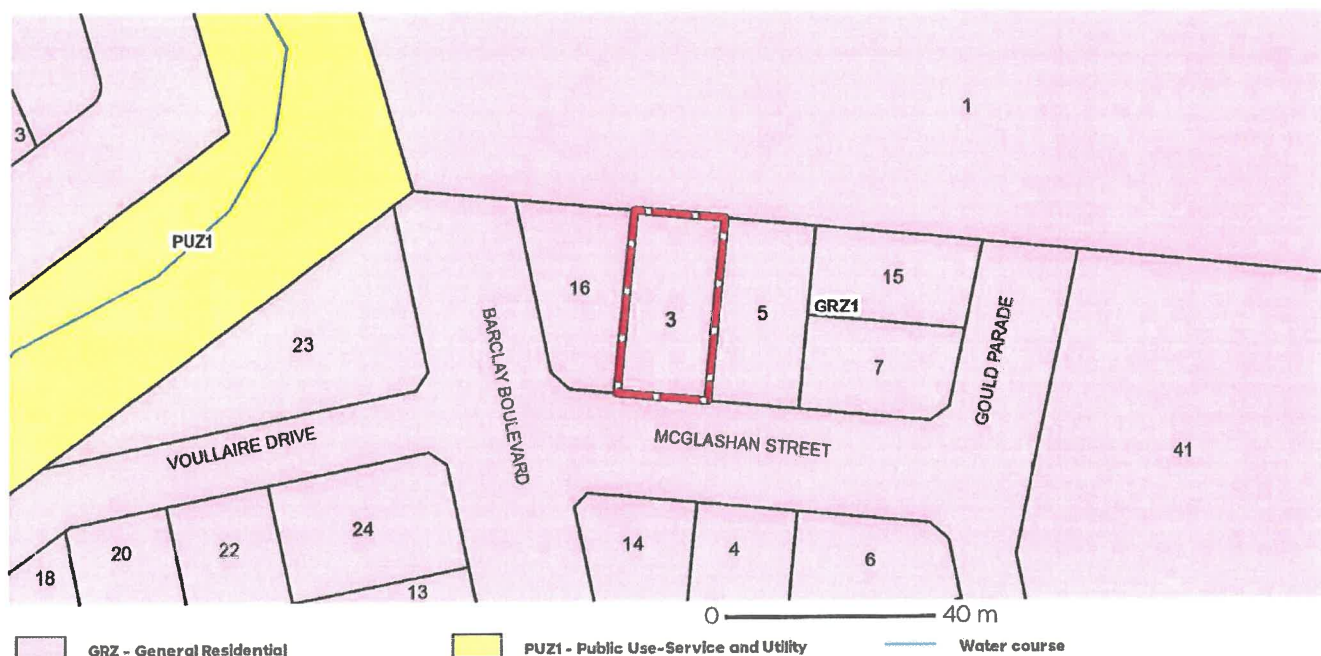 1
3
PUZ1
16
3
5
15
GRZ1
7
23
BARCLAY BOULEVARD
GOULD PARADE
VOULLAIRE DRIVE
MCGLASHAN STREET
41
20
22
24
14
4
6
18
13
0 40 m
GRZ - General Residential
PUZ1 - Public Use-Service and Utility
Water course